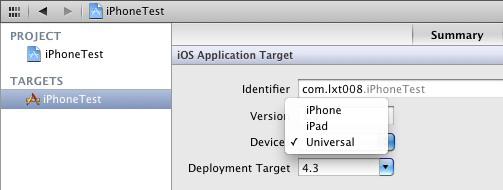 iPhoneTest
PROJECT
iPhoneTest
TARGETS
iPhoneTest
Summary
iOS Application Target
Identifier com.lxt008.iPhoneTest
Version
iPhone
iPad
Device ✓ Universal
Deployment Target 4.3